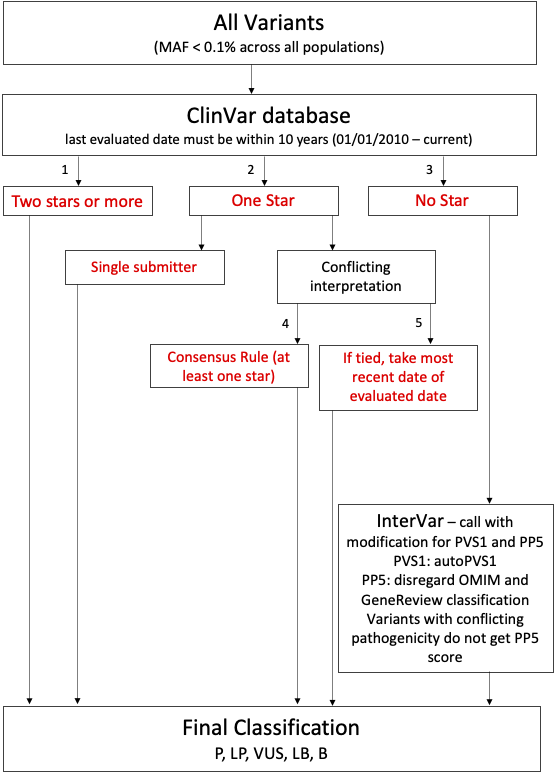 All Variants
(MAF < 0.1% across all populations)
ClinVar database
last evaluated date must be within 10 years (01/01/2010 – current)
1
2
3
Two stars or more
One Star
No Star
Single submitter
Conflicting
interpretation
4
5
Consensus Rule (at
least one star)
If tied, take most
recent date of
evaluated date
InterVar – call with
modification for PVS1 and PP5
PVS1: autoPVS1
PP5: disregard OMIM and
GeneReview classification
Variants with conflicting
pathogenicity do not get PP5
score
Final Classification
P, LP, VUS, LB, B